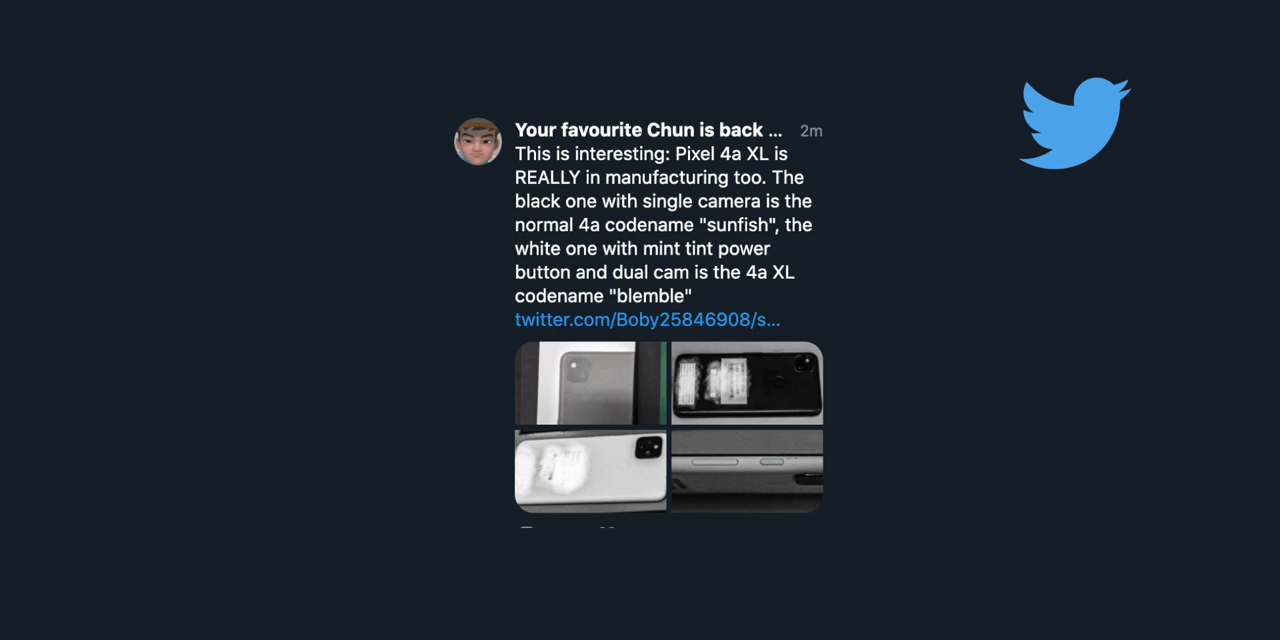 Your favourite Chun is back ... 2m
This is interesting: Pixel 4a XL is
REALLY in manufacturing too. The
black one with single camera is the
normal 4a codename "sunfish", the
white one with mint tint power
button and dual cam is the 4a XL
codename "blemble"
twitter.com/Boby25846908/s...